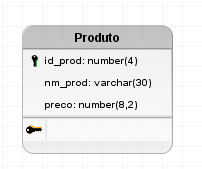 Produto
id_prod: number(4)
nm_prod: varchar(30)
preco: number(8,2)